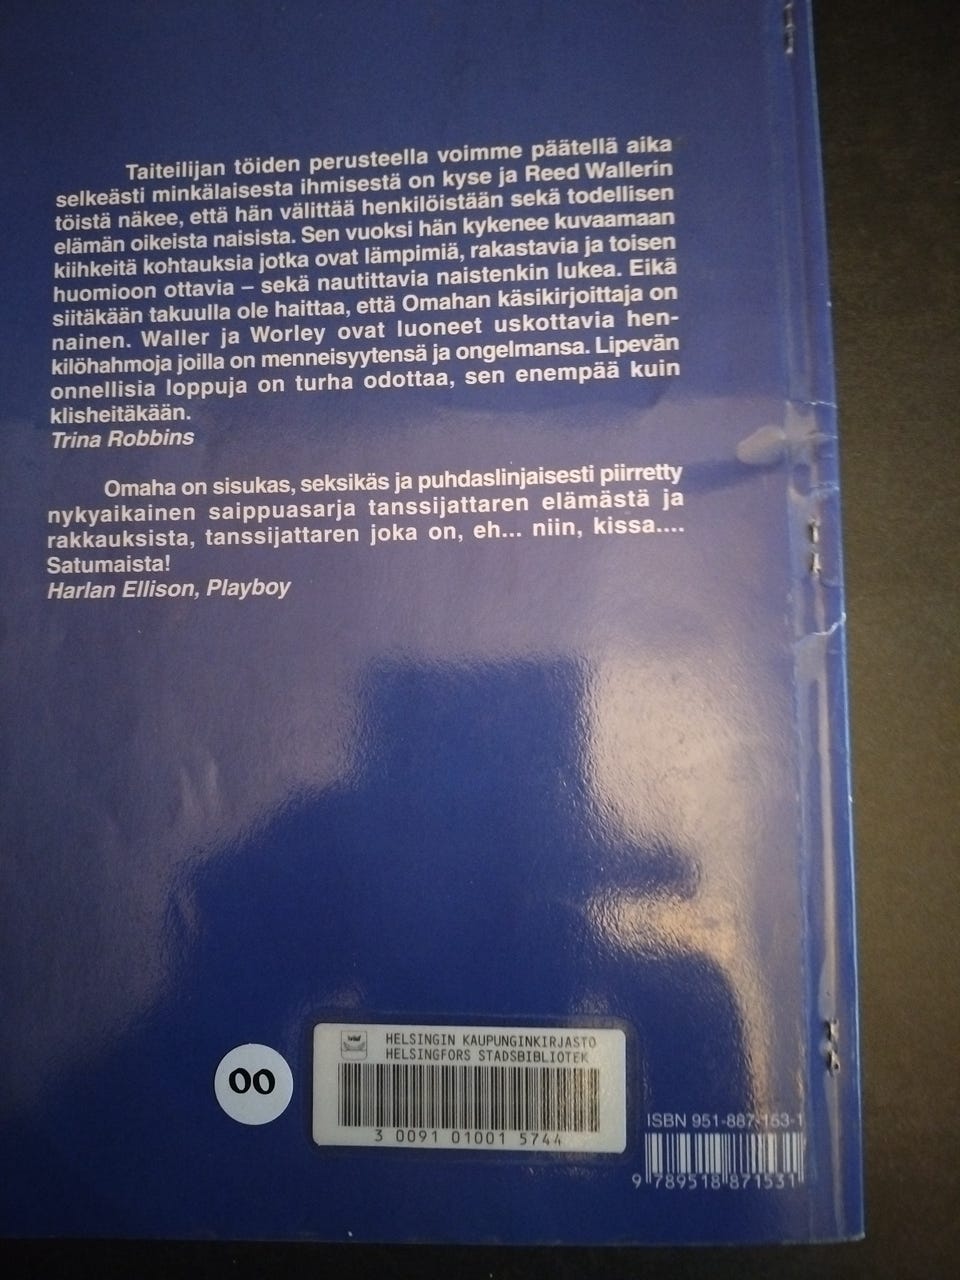 Taiteilijan töiden perusteella voimme päätellä aika
selkeästi minkälaisesta ihmisestä on kyse ja Reed Wallerin
töistä näkee, että hän välittää henkilöistään sekä todellisen
elämän oikeista naisista. Sen vuoksi hän kykenee kuvaamaan
kiihkeitä kohtauksia jotka ovat lämpimiä, rakastavia ja toisen
huomioon ottavia – sekä nautittavia naistenkin lukea. Eikä
siitäkään takuulla ole haittaa, että Omahan käsikirjoittaja on
nainen. Waller ja Worley ovat luoneet uskottavia hen-
kilöhahmoja joilla on menneisyytensä ja ongelmansa. Lipevän
onnellisia loppuja on turha odottaa, sen enempää kuin
klisheitäkään.
Trina Robbins
Omaha on sisukas, seksikäs ja puhdaslinjaisesti piirretty
nykyaikainen saippuasarja tanssijattaren elämästä ja
rakkauksista, tanssijattaren joka on, eh... niin, kissa....
Satumaista!
Harlan Ellison, Playboy
HELSINGIN KAUPUNGINKIRJASTO
HELSINGFORS STADSBIBLIOTEK
3 0091 01001 5744
00
ISBN 951-887-153-1
9 789518 871531